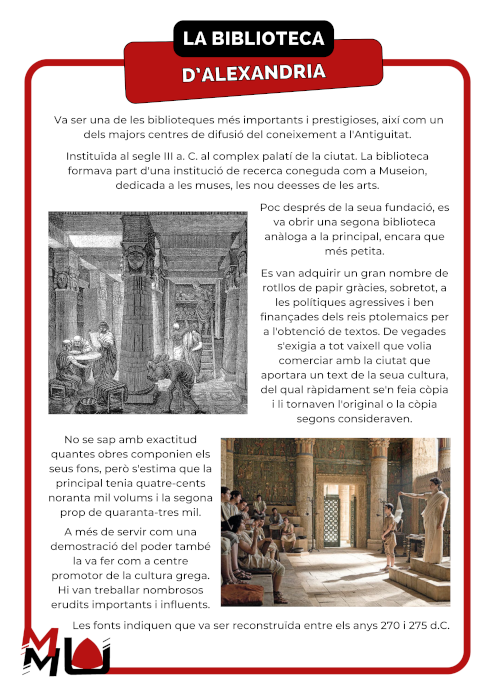 LA BIBLIOTECA
D'ALEXANDRIA
Va ser una de les biblioteques més importants i prestigioses, així com un
dels majors centres de difusió del coneixement a l'Antiguitat.
Instituïda al segle III a. C. al complex palatí de la ciutat. La biblioteca
formava part d'una institució de recerca coneguda com a Museion,
dedicada a les muses, les nou deesses de les arts.
Poc després de la seua fundació, es
va obrir una segona biblioteca
anàloga a la principal, encara que
més petita.
Es van adquirir un gran nombre de
rotllos de papir gràcies, sobretot, a
les polítiques agressives i ben
finançades dels reis ptolemaics per
a l'obtenció de textos. De vegades
s'exigia a tot vaixell que volia
comerciar amb la ciutat que
aportara un text de la seua cultura,
del qual ràpidament se'n feia còpia
i li tornaven l'original o la còpia
segons consideraven.
No se sap amb exactitud
quantes obres componien els
seus fons, però s'estima que la
principal tenia quatre-cents
noranta mil volums i la segona
prop de quaranta-tres mil.
A més de servir com una
demostració del poder també
la va fer com a centre
promotor de la cultura grega.
Hi van treballar nombrosos
erudits importants i influents.
Les fonts indiquen que va ser reconstruïda entre els anys 270 i 275 d.C.
M
MU